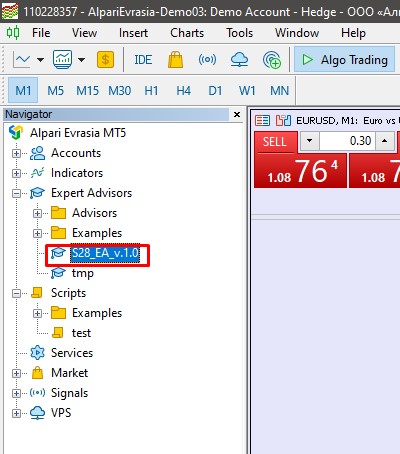 110228357 - AlpariEvrasia-Demo03: Demo Account - Hedge - ООО «Ал
File View Insert Charts Tools Window Help
IDE Algo Trading
M1 M5 M15 M30 H1 H4 D1 W1 MN
Navigator
Alpari Evrasia MT5
Accounts
Indicators
Expert Advisors
Advisors
Examples
S28_EA_v.1.0
tmp
Scripts
Examples
test
Services
Market
Signals
VPS
EURUSD, M1: Euro vs U
SELL 0.30
1.08 76 4 1.08 7